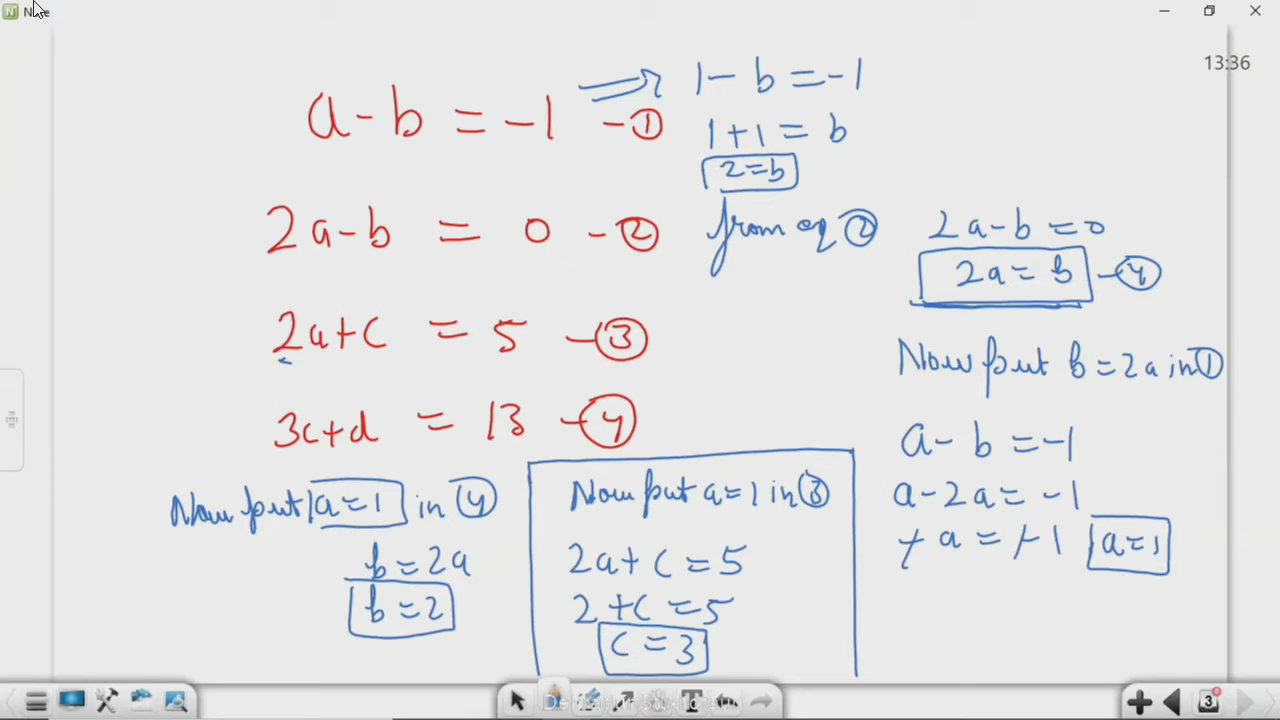 Note
13:36
a - b = -1 - ①
⇒ 1 - b = -1
1 + 1 = b
2 = b
2a - b = 0 - ②
from eq ②
2a - b = 0
2a = b - ④
2a + c = 5 - ③
Now put b = 2a in ①
3c + d = 13 - ④
a - b = -1
a - 2a = -1
- a = - 1
a = 1
Now put a = 1 in ④
b = 2a
b = 2
Now put a = 1 in ③
2a + c = 5
2 + c = 5
c = 3
3